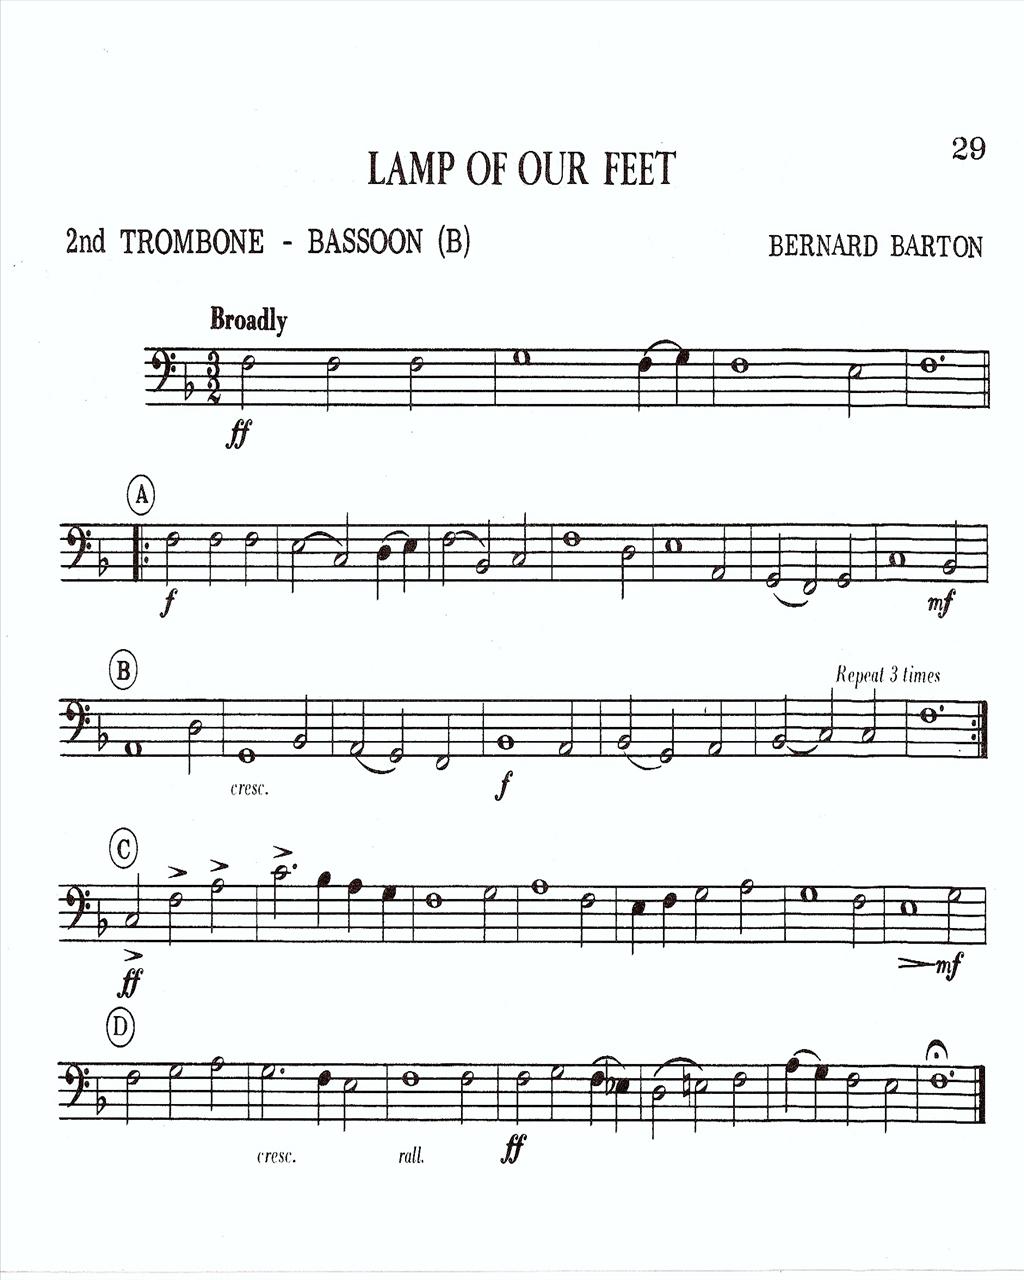 29
LAMP OF OUR FEET
2nd TROMBONE - BASSOON (B)
BERNARD BARTON
Broadly
3
2
ff
A
f
mf
B
Repeat 3 times
cresc.
f
C
ff
mf
D
cresc.
rall.
ff